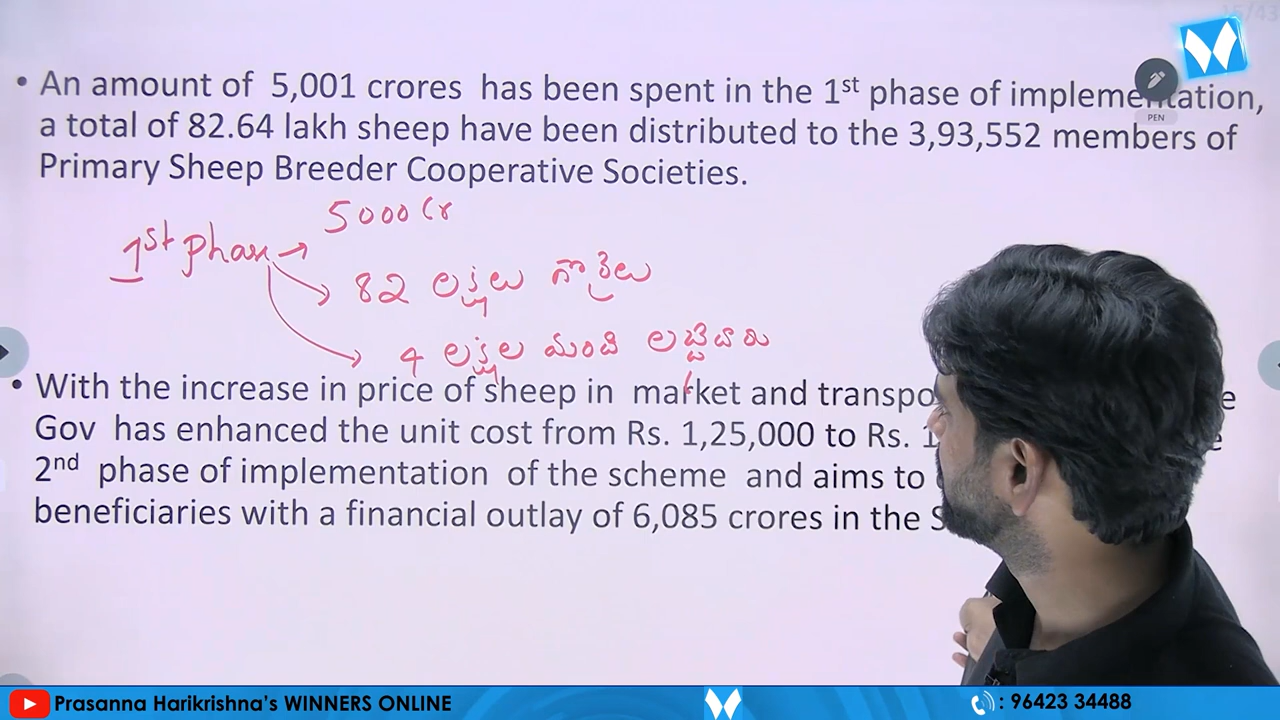 15/43
• An amount of 5,001 crores has been spent in the 1st phase of implementation,
PEN
a total of 82.64 lakh sheep have been distributed to the 3,93,552 members of
Primary Sheep Breeder Cooperative Societies.
1st phase → 5000 Cr
82 లక్షలు గొర్రెలు
4 లక్షల మంది
• With the increase in price of sheep in market and
Gov has enhanced the unit cost from Rs. 1,25,000 to Rs.
2nd phase of implementation of the scheme and aims to
beneficiaries with a financial outlay of 6,085 crores in the
Prasanna Harikrishna's WINNERS ONLINE
: 96423 34488